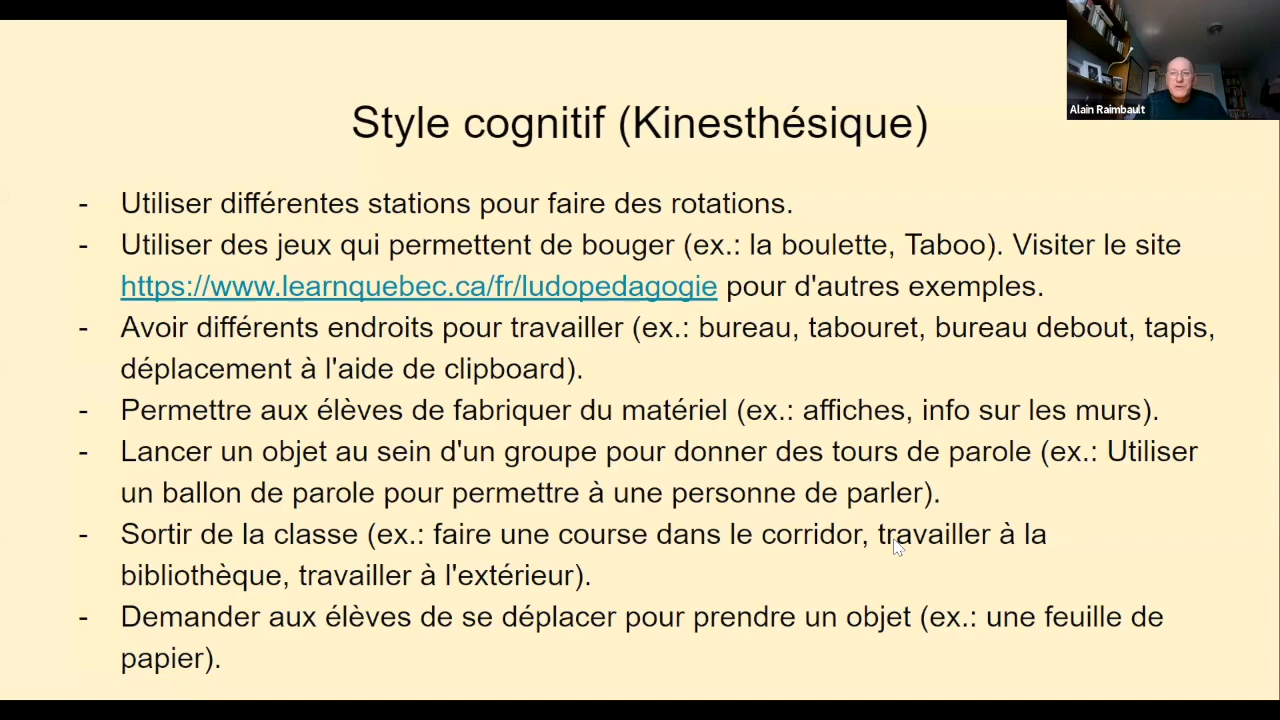 Alain Raimbault
Style cognitif (Kinesthésique)
- Utiliser différentes stations pour faire des rotations.
- Utiliser des jeux qui permettent de bouger (ex.: la boulette, Taboo). Visiter le site
https://www.learnquebec.ca/fr/ludopedagogie pour d'autres exemples.
- Avoir différents endroits pour travailler (ex.: bureau, tabouret, bureau debout, tapis,
déplacement à l'aide de clipboard).
- Permettre aux élèves de fabriquer du matériel (ex.: affiches, info sur les murs).
- Lancer un objet au sein d'un groupe pour donner des tours de parole (ex.: Utiliser
un ballon de parole pour permettre à une personne de parler).
- Sortir de la classe (ex.: faire une course dans le corridor, travailler à la
bibliothèque, travailler à l'extérieur).
- Demander aux élèves de se déplacer pour prendre un objet (ex.: une feuille de
papier).